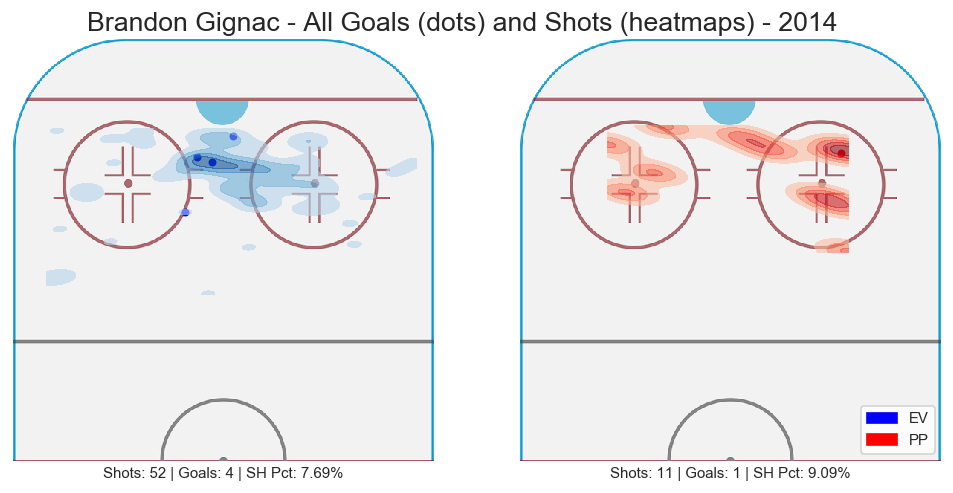 Brandon Gignac - All Goals (dots) and Shots (heatmaps) - 2014
EV
PP
Shots: 52 | Goals: 4 | SH Pct: 7.69%
Shots: 11 | Goals: 1 | SH Pct: 9.09%